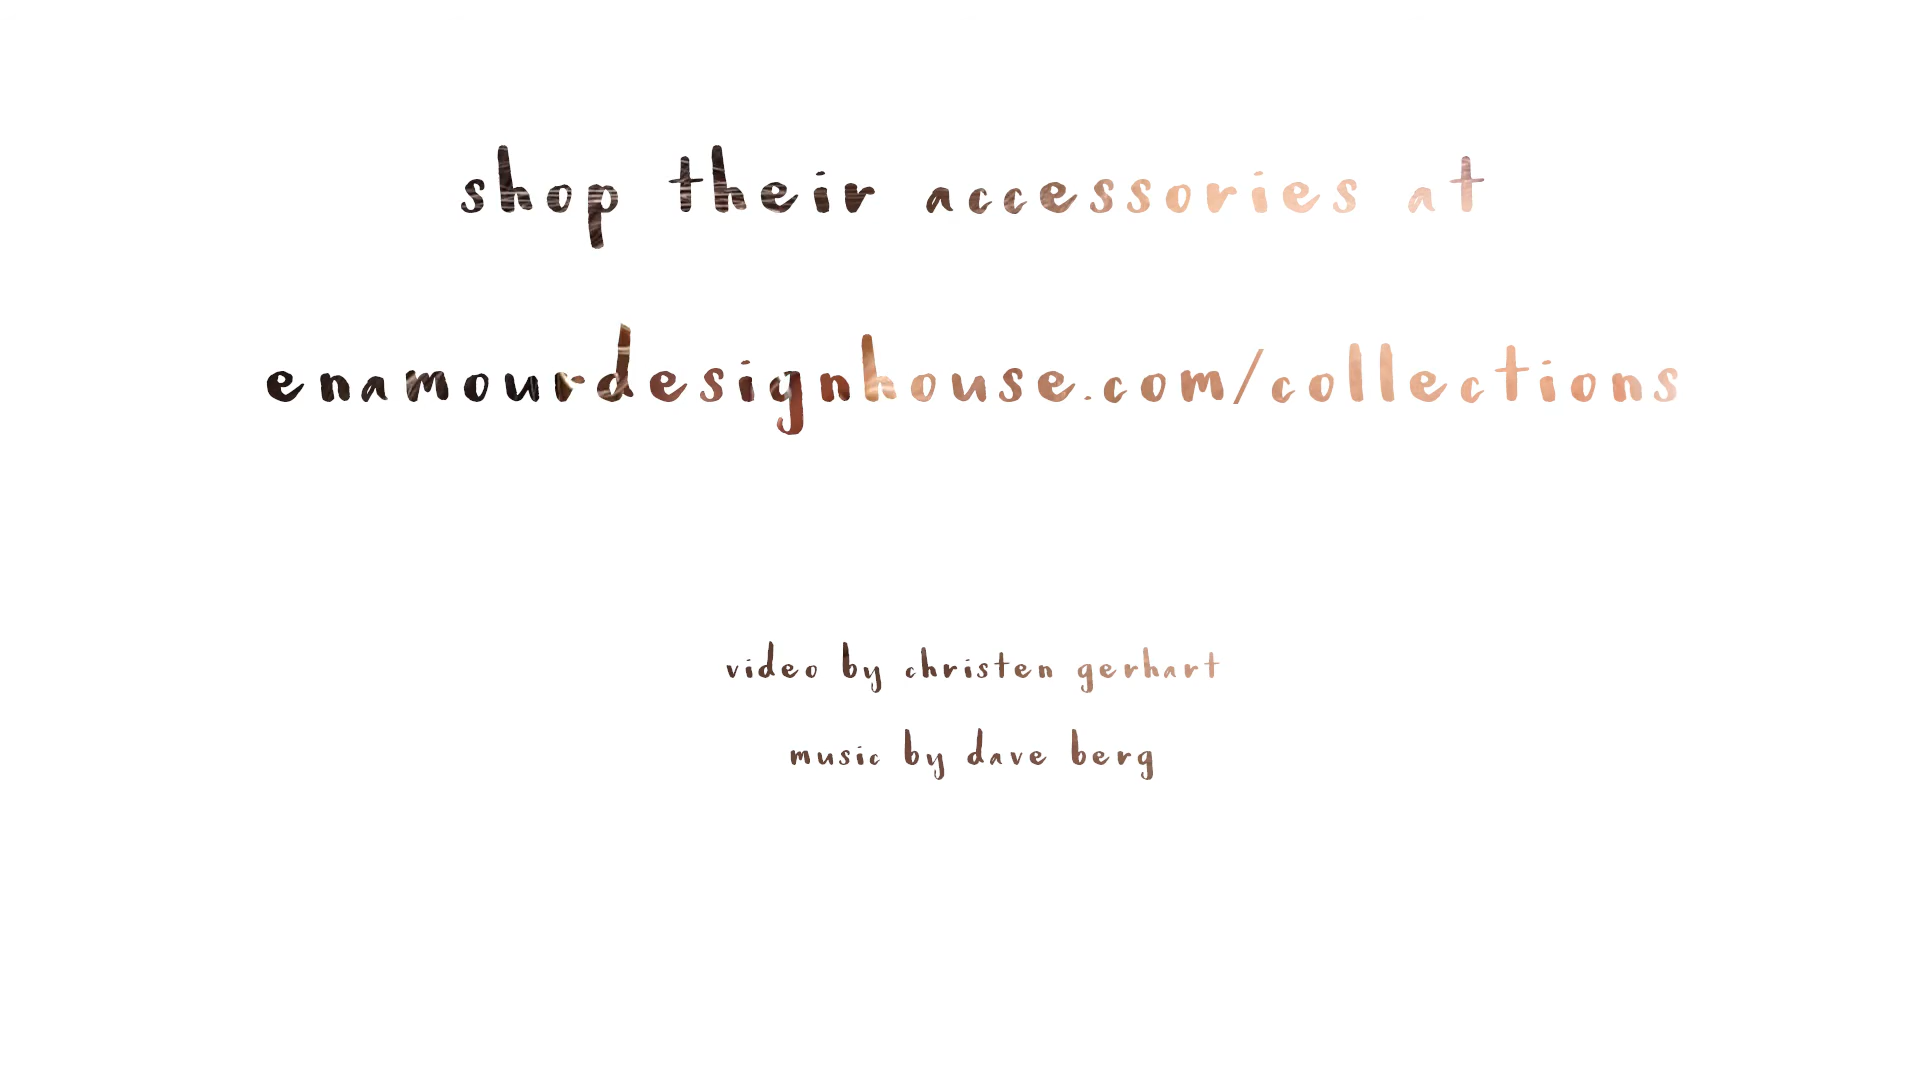 shop their accessories at
enamourdesignhouse.com/collections
video by christen gerhart
music by dave berg